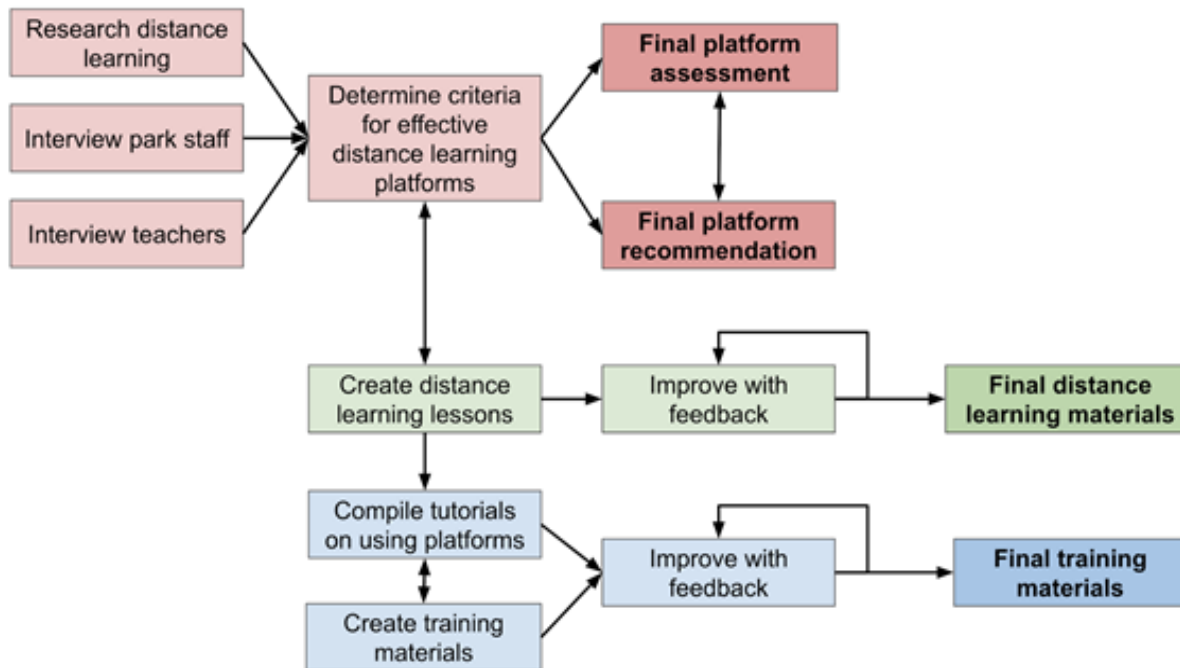 Research distance
learning
Interview park staff
Interview teachers
Determine criteria
for effective
distance learning
platforms
Final platform
assessment
Final platform
recommendation
Create distance
learning lessons
Improve with
feedback
Final distance
learning materials
Compile tutorials
on using platforms
Create training
materials
Improve with
feedback
Final training
materials